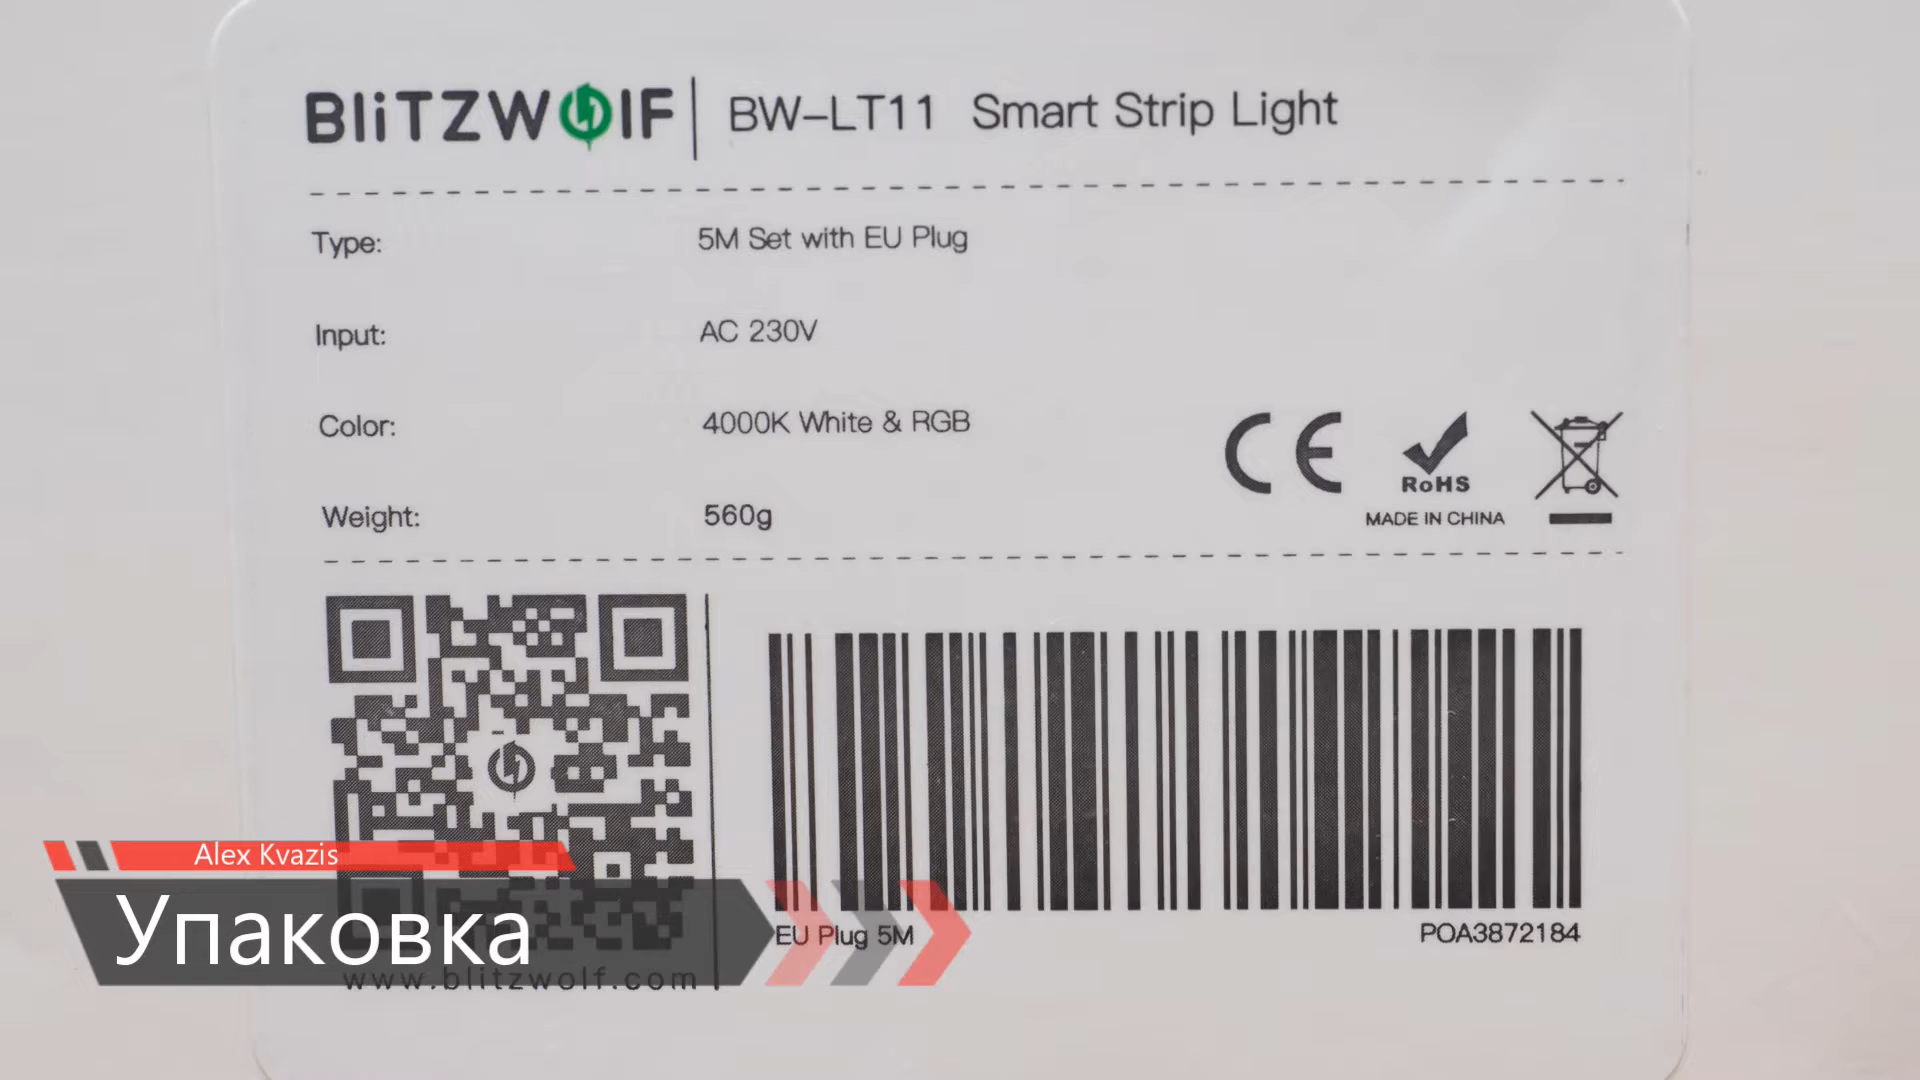 BLiTZWOLF BW-LT11 Smart Strip Light
Type: 5M Set with EU Plug
Input: AC 230V
Color: 4000K White & RGB
Weight: 560g
CE
RoHS
MADE IN CHINA
EU Plug 5M
POA3872184
www.blitzwolf.com
Alex Kvazis
Упаковка